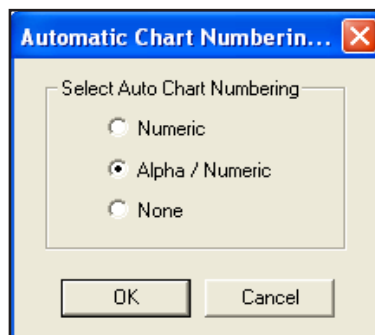 Automatic Chart Numberin...
Select Auto Chart Numbering
Numeric
Alpha / Numeric
None
OK Cancel